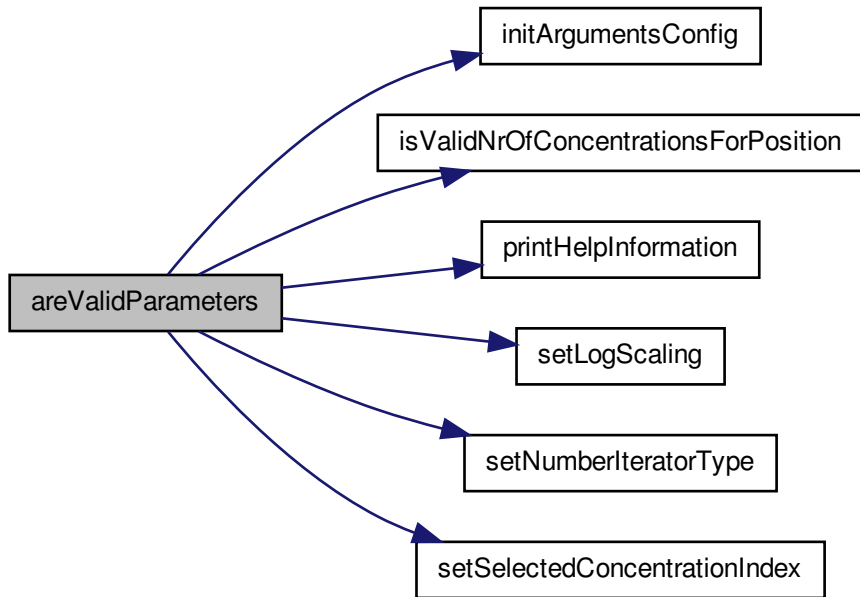 initArgumentsConfig
isValidNrOfConcentrationsForPosition
printHelpInformation
areValidParameters
setLogScaling
setNumberIteratorType
setSelectedConcentrationIndex